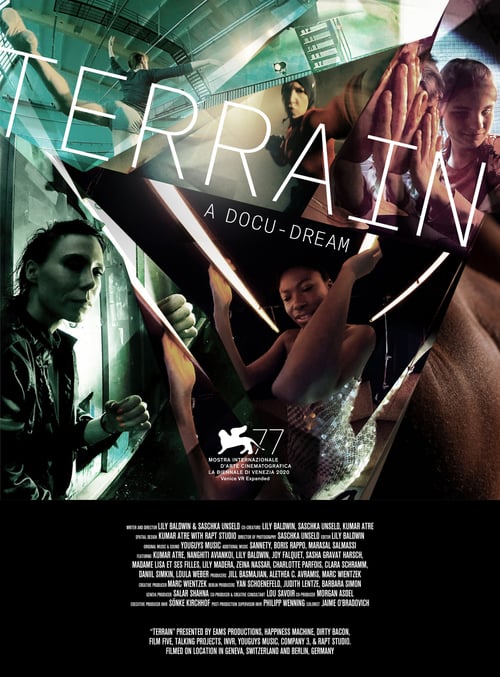 TERRAIN
A DOCU-DREAM
77
MOSTRA INTERNAZIONALE
D'ARTE CINEMATOGRAFICA
LA BIENNALE DI VENEZIA 2020
Venice VR Expanded
WRITER AND DIRECTOR LILY BALDWIN & SASCHKA UNSELD CO-CREATORS LILY BALDWIN, SASCHKA UNSELD, KUMAR ATRE
SPATIAL DESIGN KUMAR ATRE WITH RAPT STUDIO DIRECTOR OF PHOTOGRAPHY SASCHKA UNSELD EDITOR LILY BALDWIN
ORIGINAL MUSIC & SOUND YOUGUYS MUSIC ADDITIONAL MUSIC SANNETY, BORIS RAPPO, MAHASAL SALMASSI
FEATURING KUMAR ATRE, NANGHITI AVIANKOI, LILY BALDWIN, JOY FALQUET, SASHA GRAVAT HARSCH,
MADAME LISA ET SES FILLES, LILY MADERA, ZEINA NASSAR, CHARLOTTE PARFOIS, CLARA SCHRAMM,
DANIIL SIMKIN, LOULA WEBER PRODUCERS JILL BASMAJIAN, ALETHEA C. AVRAMIS, MARC WIENTZEK
CREATIVE PRODUCER MARC WIENTZEK BERLIN PRODUCERS YAN SCHOENEFELD, JUDITH LENTZE, BARBARA SIMON
GENEVA PRODUCER SALAR SHAHNA CO-PRODUCER & CREATIVE CONSULTANT LOU SAVOIR CO-PRODUCER MORGAN ASDEL
EXECUTIVE PRODUCER INVR SÖNKE KIRCHHOF POST-PRODUCTION SUPERVISOR INVR PHILIPP WENNING COLORIST JAIME O'BRADOVICH
"TERRAIN" PRESENTED BY EAMS PRODUCTIONS, HAPPINESS MACHINE, DIRTY BACON,
FILM FIVE, TALKING PROJECTS, INVR, YOUGUYS MUSIC, COMPANY 3, & RAPT STUDIO.
FILMED ON LOCATION IN GENEVA, SWITZERLAND AND BERLIN, GERMANY